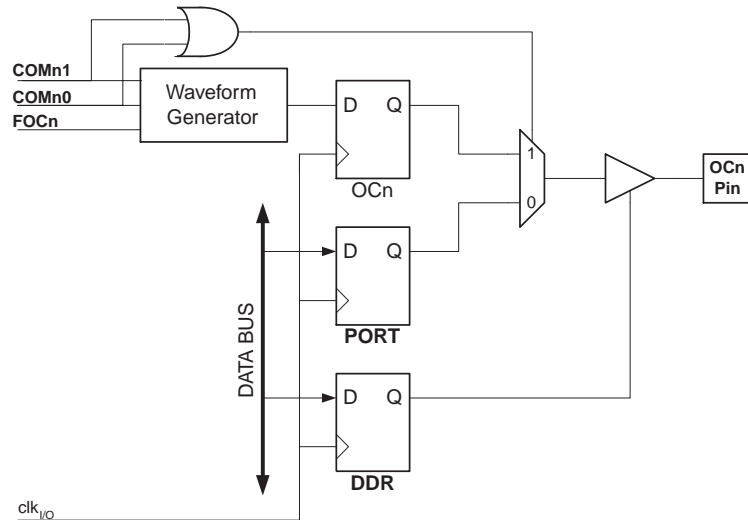 COMn1
COMn0
FOCn
Waveform
Generator
D Q
OCn
1
0
OCn
Pin
D Q
PORT
DATA BUS
D Q
DDR
clkI/O